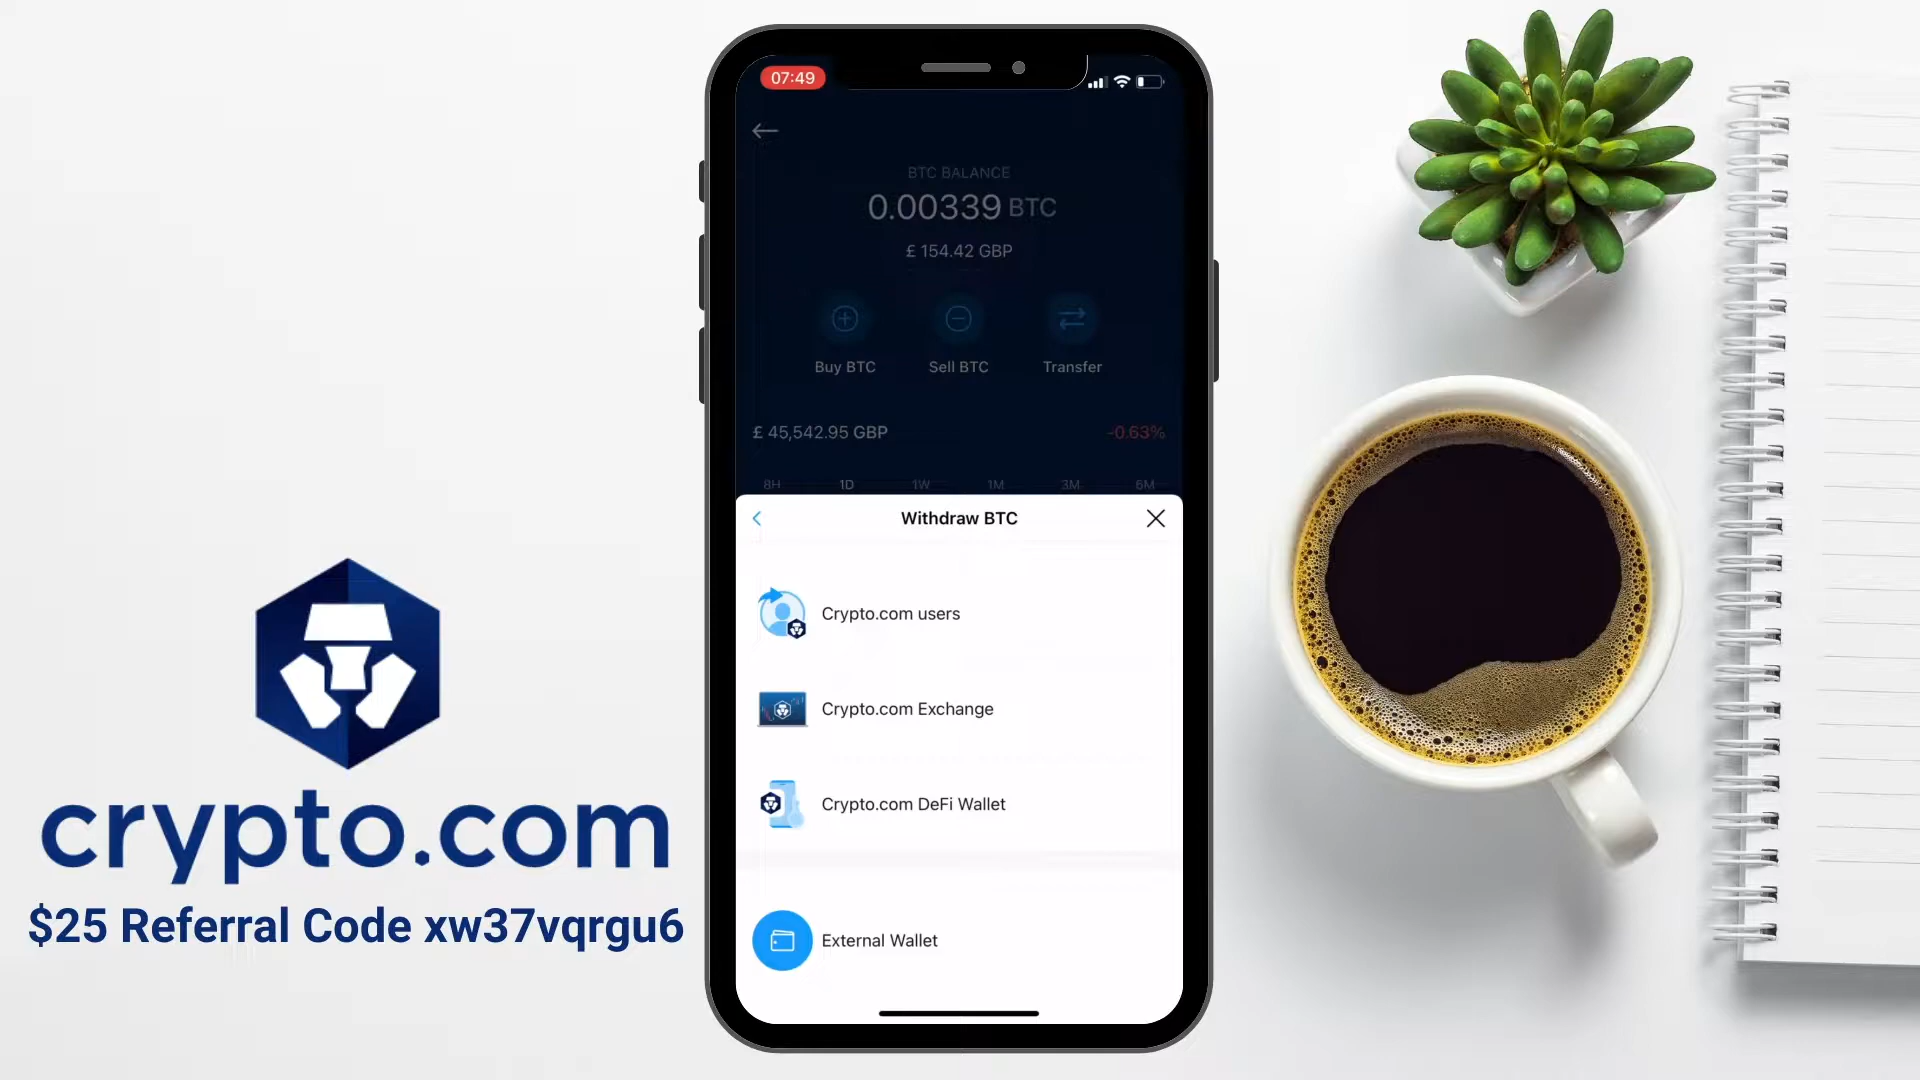 07:49
BTC BALANCE
0.00339 BTC
£ 154.42 GBP
Buy BTC Sell BTC Transfer
£ 45,542.95 GBP -0.63%
8H 1D 1W 1M 3M 6M
Withdraw BTC
Crypto.com users
Crypto.com Exchange
Crypto.com DeFi Wallet
External Wallet
crypto.com
$25 Referral Code xw37vqrgu6